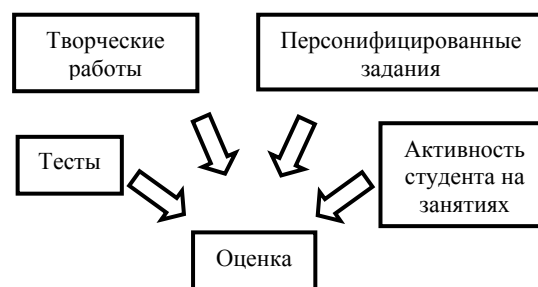 Творческие
работы
Персонифицированные
задания
Тесты
Активность
студента на
занятиях
Оценка